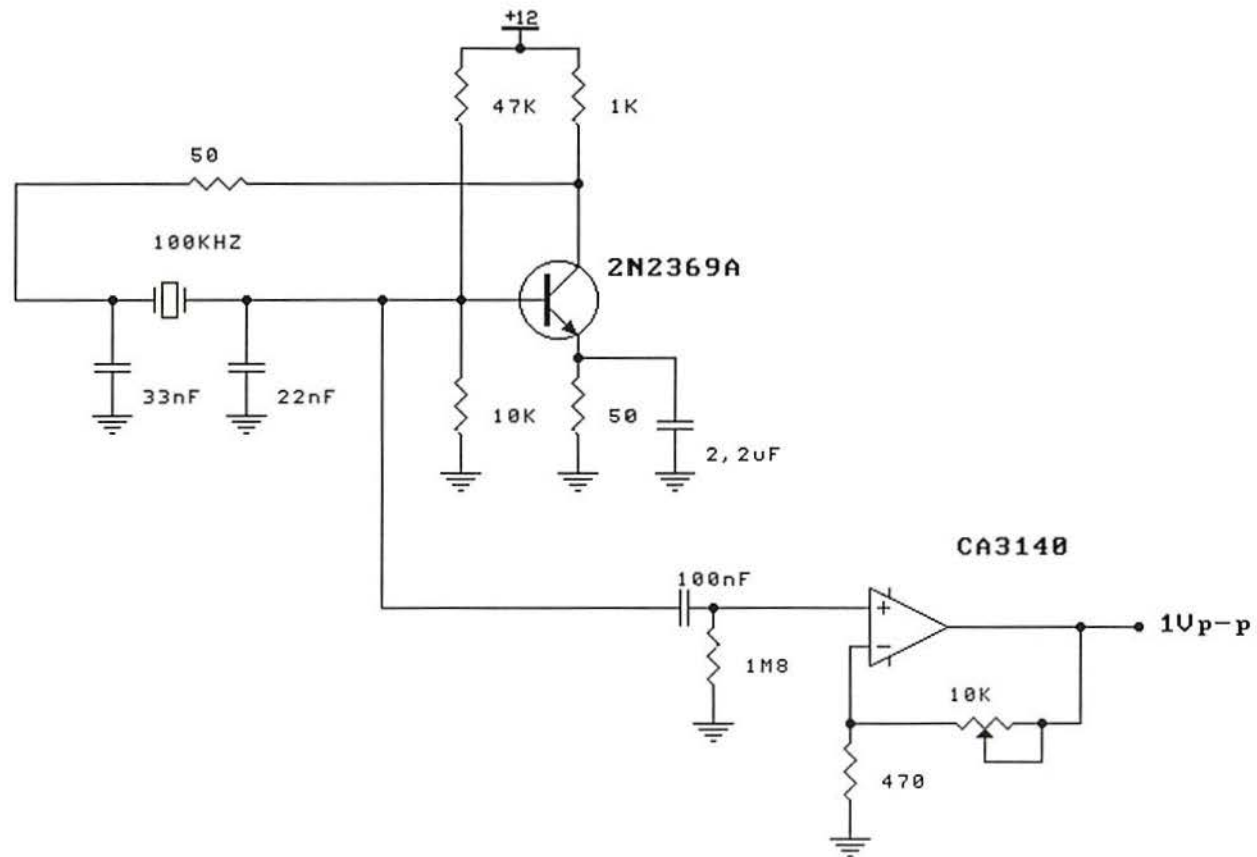 +12
47K
1K
50
100KHZ
2N2369A
33nF
22nF
10K
50
2,2uF
CA3140
100nF
+
1Vp-p
-
1M8
10K
470